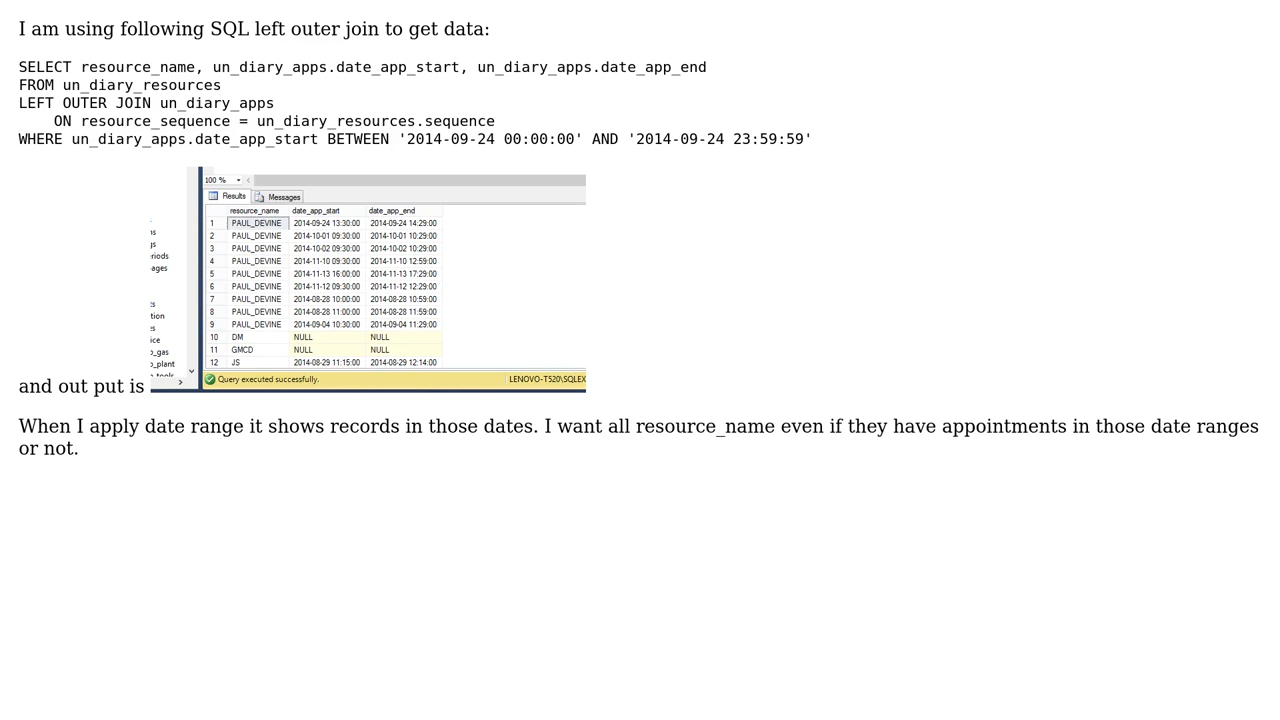 I am using following SQL left outer join to get data:
SELECT resource_name, un_diary_apps.date_app_start, un_diary_apps.date_app_end
FROM un_diary_resources
LEFT OUTER JOIN un_diary_apps
    ON resource_sequence = un_diary_resources.sequence
WHERE un_diary_apps.date_app_start BETWEEN '2014-09-24 00:00:00' AND '2014-09-24 23:59:59'
100 %
Results Messages
resource_name date_app_start date_app_end
1 PAUL_DEVINE 2014-09-24 13:30:00 2014-09-24 14:29:00
2 PAUL_DEVINE 2014-10-01 09:30:00 2014-10-01 10:29:00
3 PAUL_DEVINE 2014-10-02 09:30:00 2014-10-02 10:29:00
4 PAUL_DEVINE 2014-11-10 09:30:00 2014-11-10 12:59:00
5 PAUL_DEVINE 2014-11-13 16:00:00 2014-11-13 17:29:00
6 PAUL_DEVINE 2014-11-12 09:30:00 2014-11-12 12:29:00
7 PAUL_DEVINE 2014-08-28 10:00:00 2014-08-28 10:59:00
8 PAUL_DEVINE 2014-08-28 11:00:00 2014-08-28 11:59:00
9 PAUL_DEVINE 2014-09-04 10:30:00 2014-09-04 11:29:00
10 DM NULL NULL
11 GMCD NULL NULL
12 JS 2014-08-29 11:15:00 2014-08-29 12:14:00
riods
ages
tion
ice
o_gas
o_plant
Query executed successfully. LENOVO-T520\SQLEX
and out put is
When I apply date range it shows records in those dates. I want all resource_name even if they have appointments in those date ranges
or not.